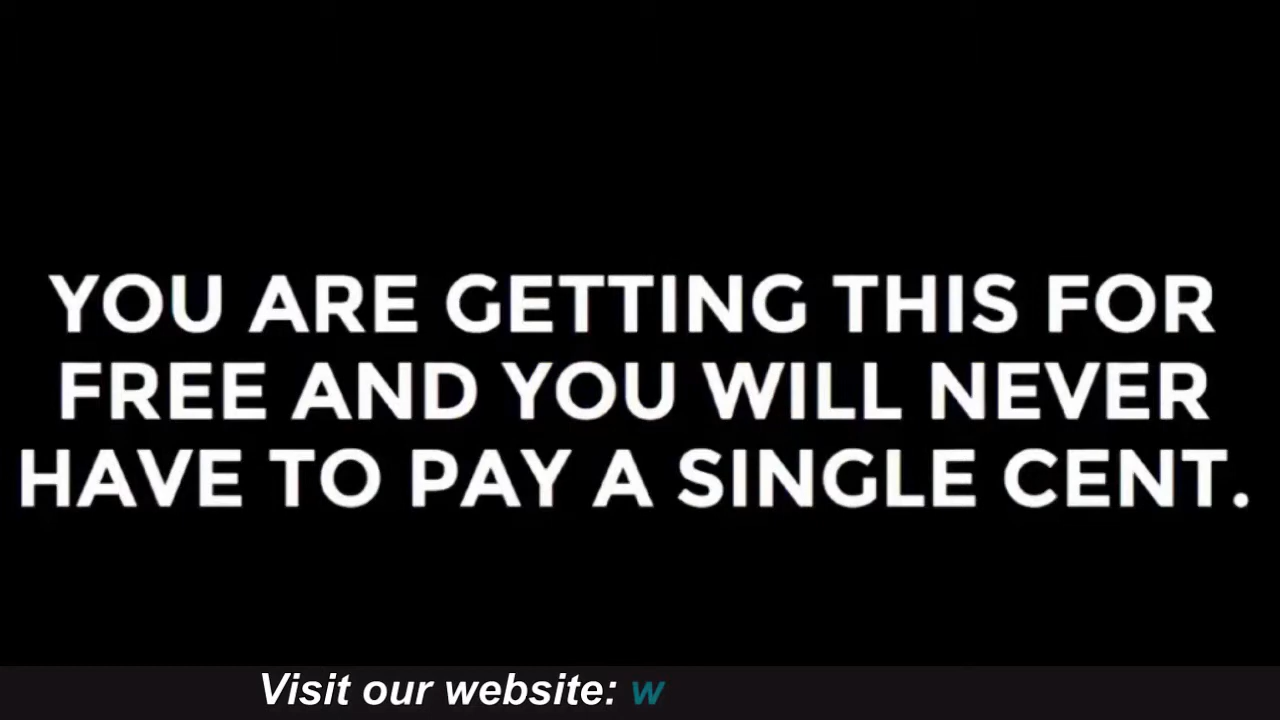 YOU ARE GETTING THIS FOR
FREE AND YOU WILL NEVER
HAVE TO PAY A SINGLE CENT.
Visit our website: w